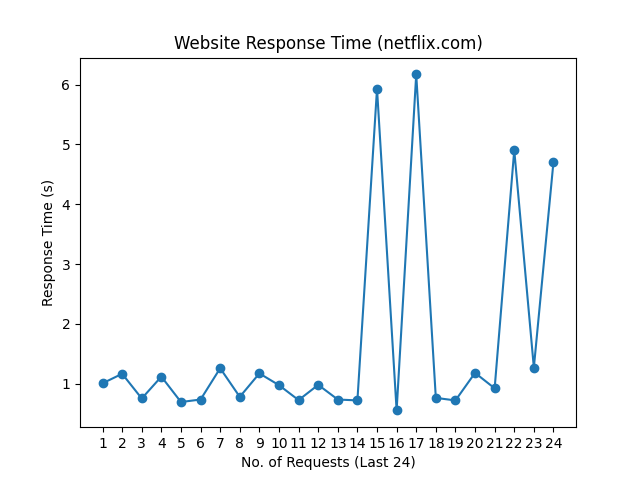 Website Response Time (netflix.com)
Response Time (s)
6
5
4
3
2
1
1 2 3 4 5 6 7 8 9 10 11 12 13 14 15 16 17 18 19 20 21 22 23 24
No. of Requests (Last 24)